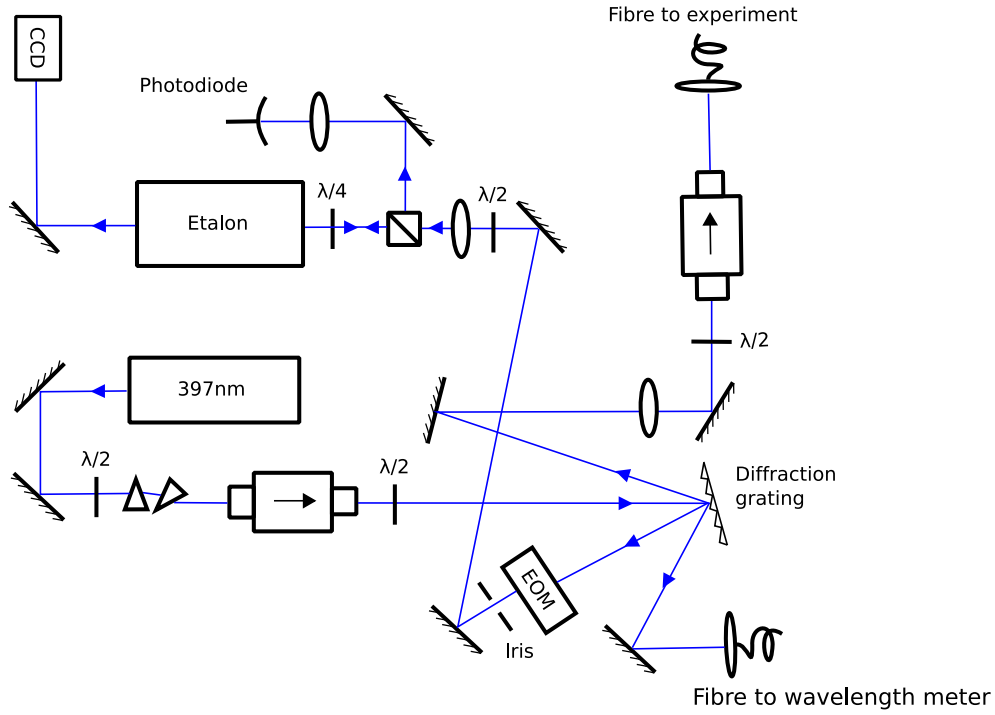 Fibre to experiment
CCD
Photodiode
λ/4
λ/2
Etalon
λ/2
397nm
λ/2
λ/2
Diffraction
grating
EOM
Iris
Fibre to wavelength meter